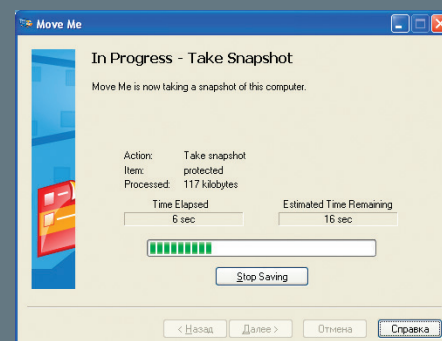 Move Me
In Progress - Take Snapshot
Move Me is now taking a snapshot of this computer.
Action: Take snapshot
Item: protected
Processed: 117 kilobytes
Time Elapsed Estimated Time Remaining
6 sec 16 sec
Stop Saving
< Назад Далее > Отмена Справка